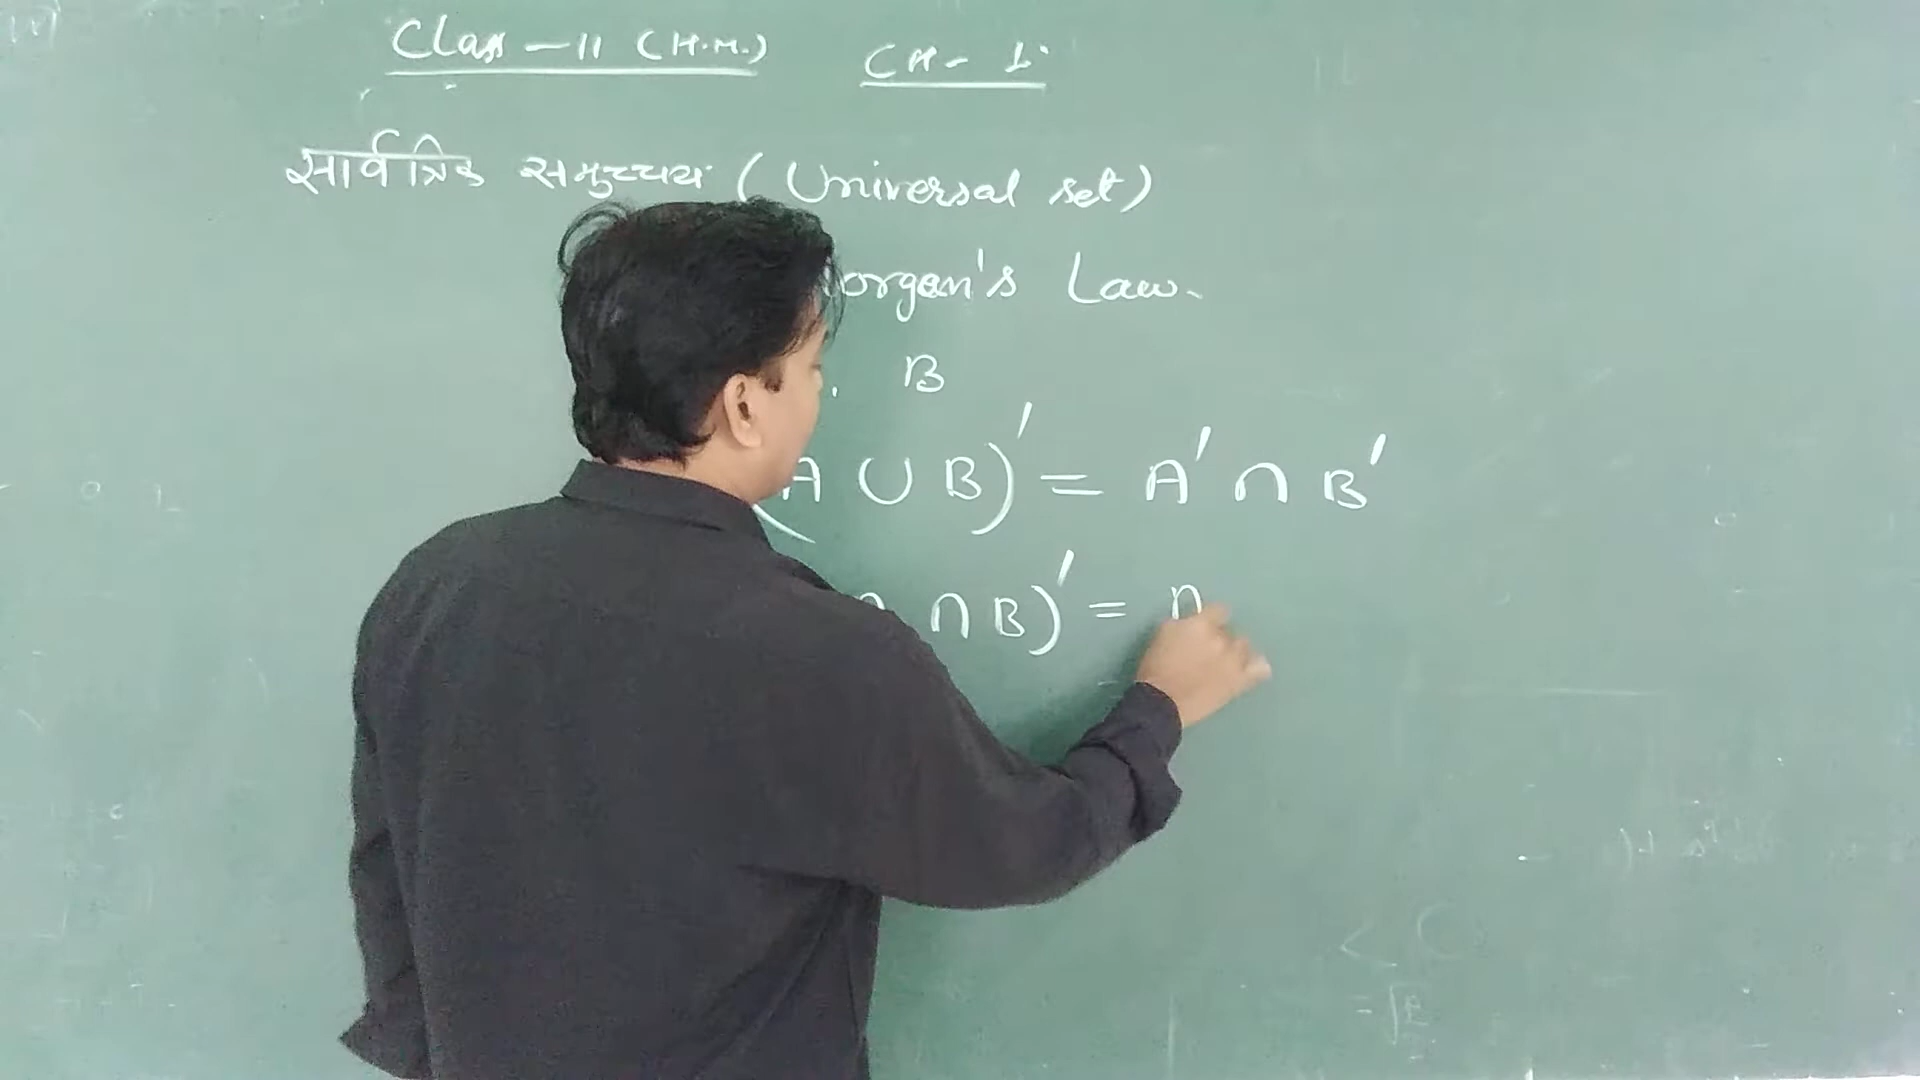 Class - 11 (H.M.) CH - 1.
सार्वत्रिक समुच्चय (Universal set)
organ's Law.
. B
(A ∪ B)' = A' ∩ B'
∩ B)' =